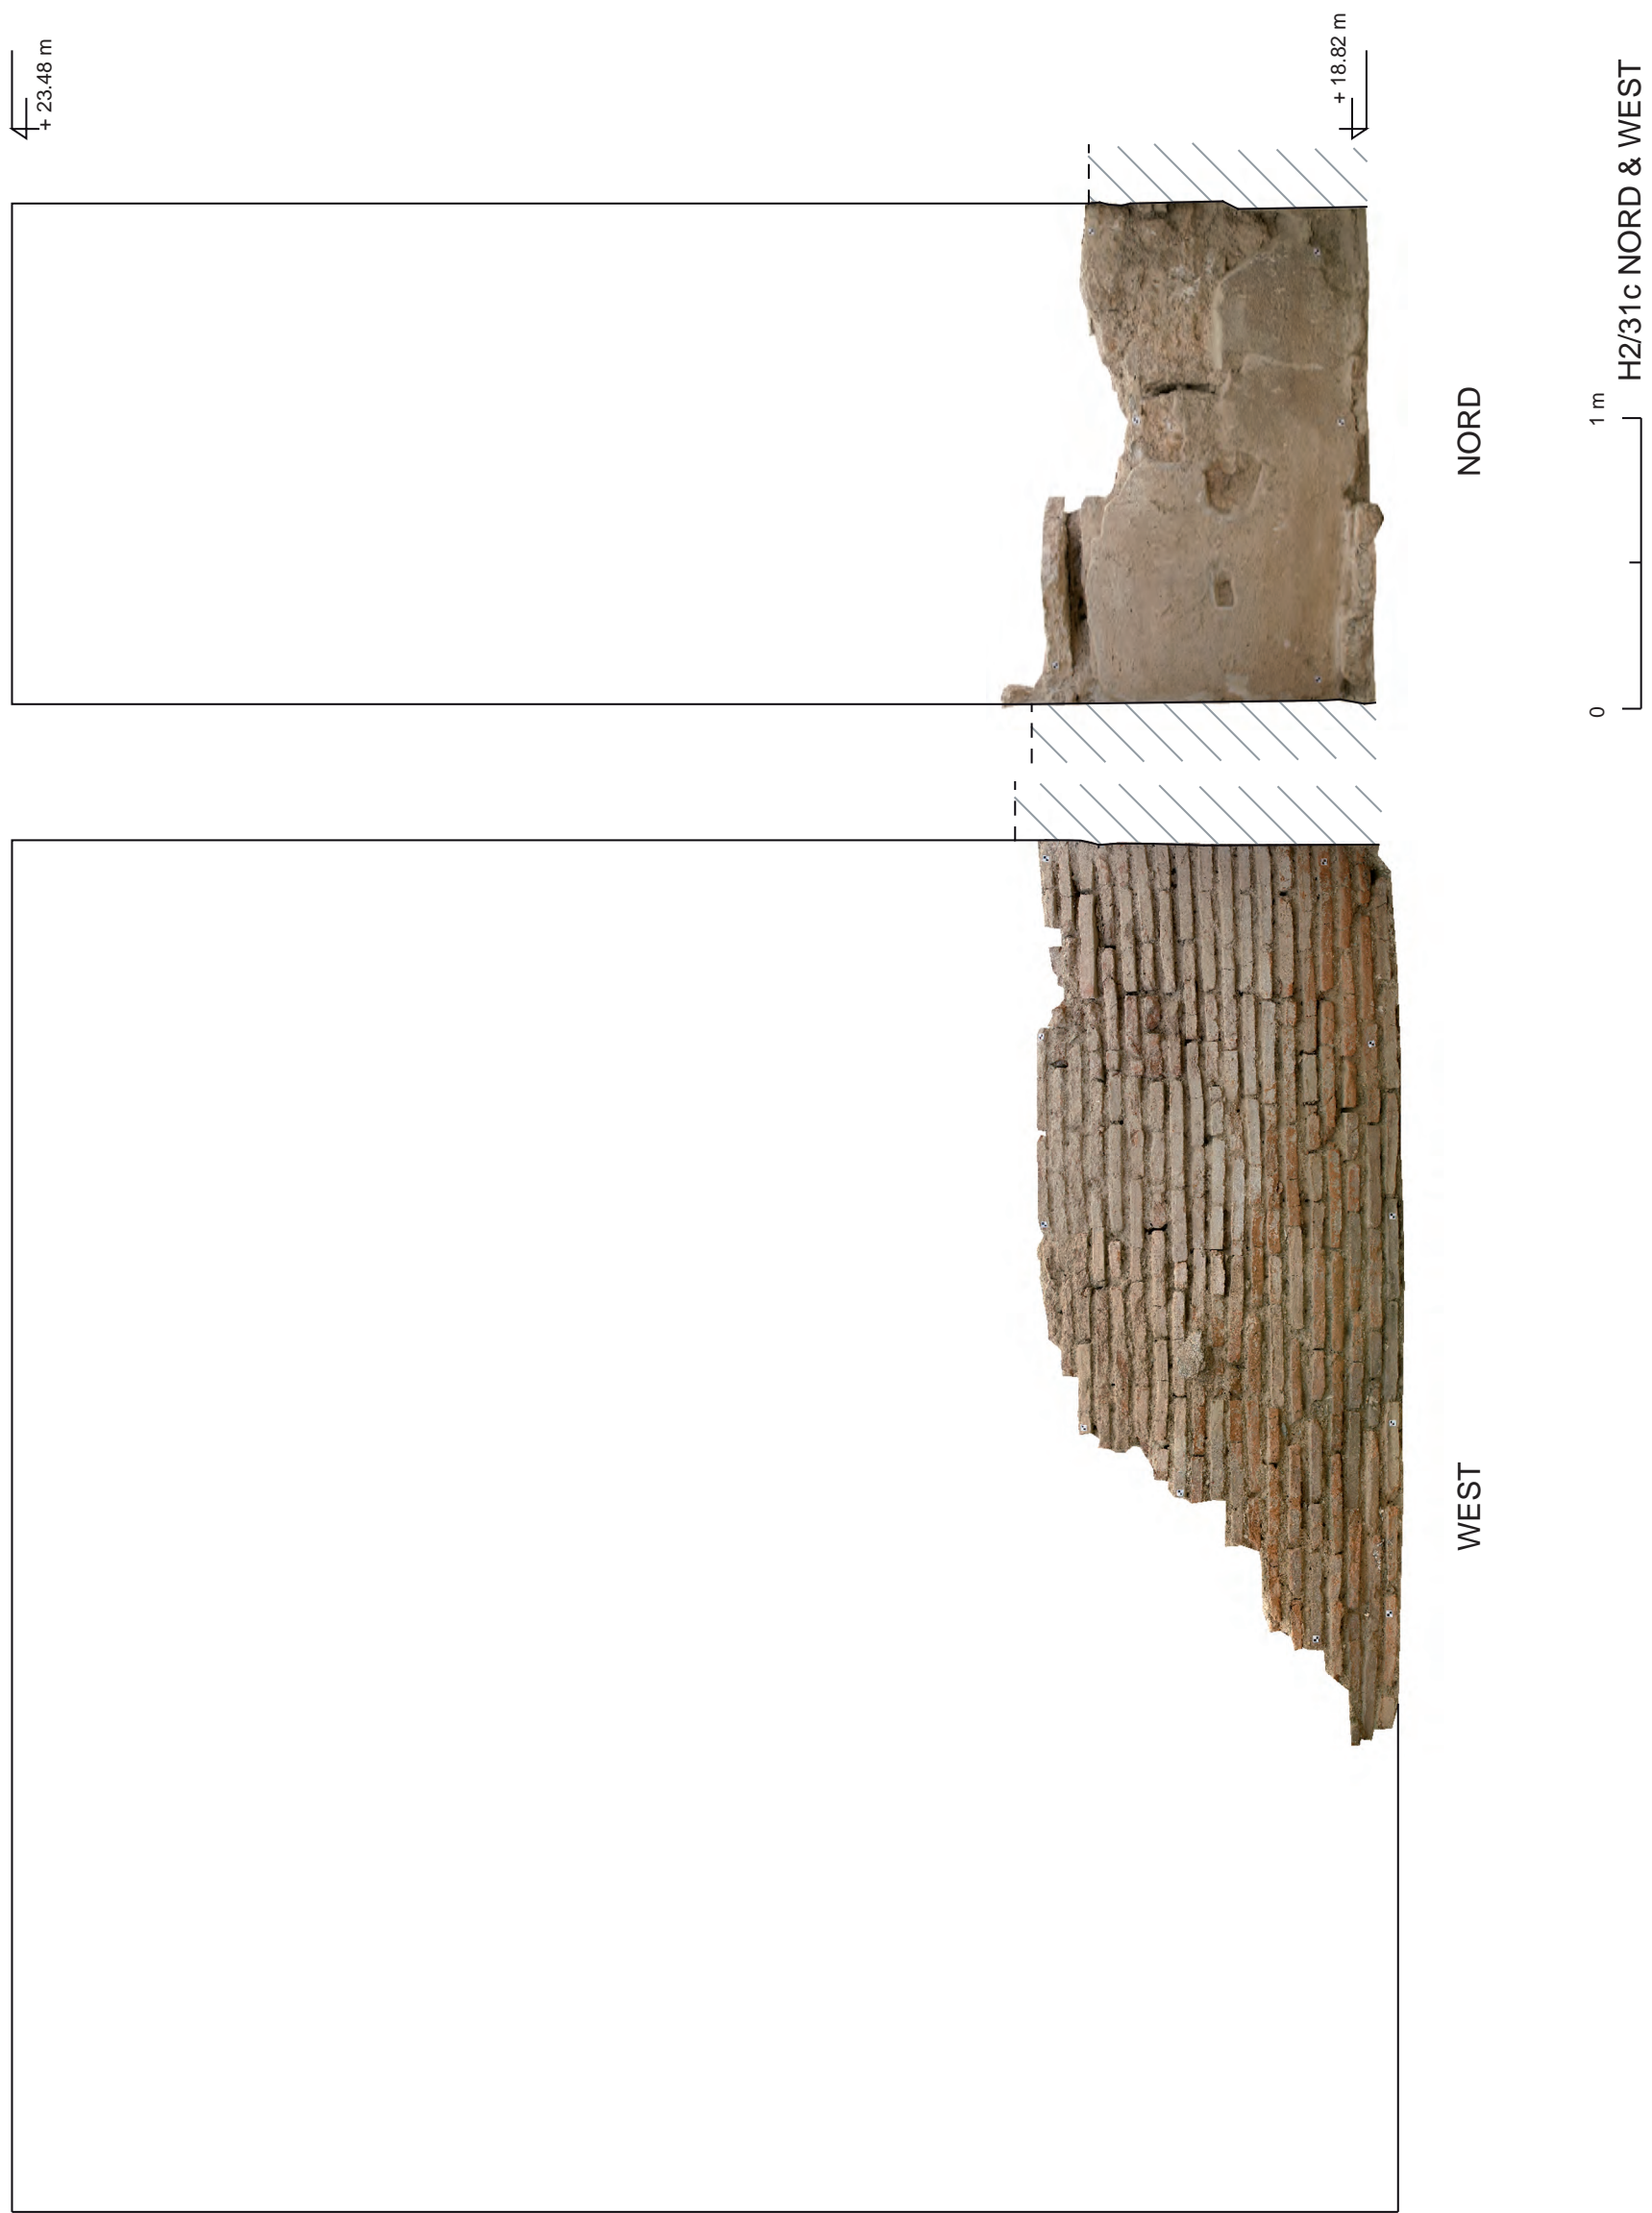 + 23.48 m
+ 18.82 m
WEST
NORD
0
1 m
H2/31c NORD & WEST